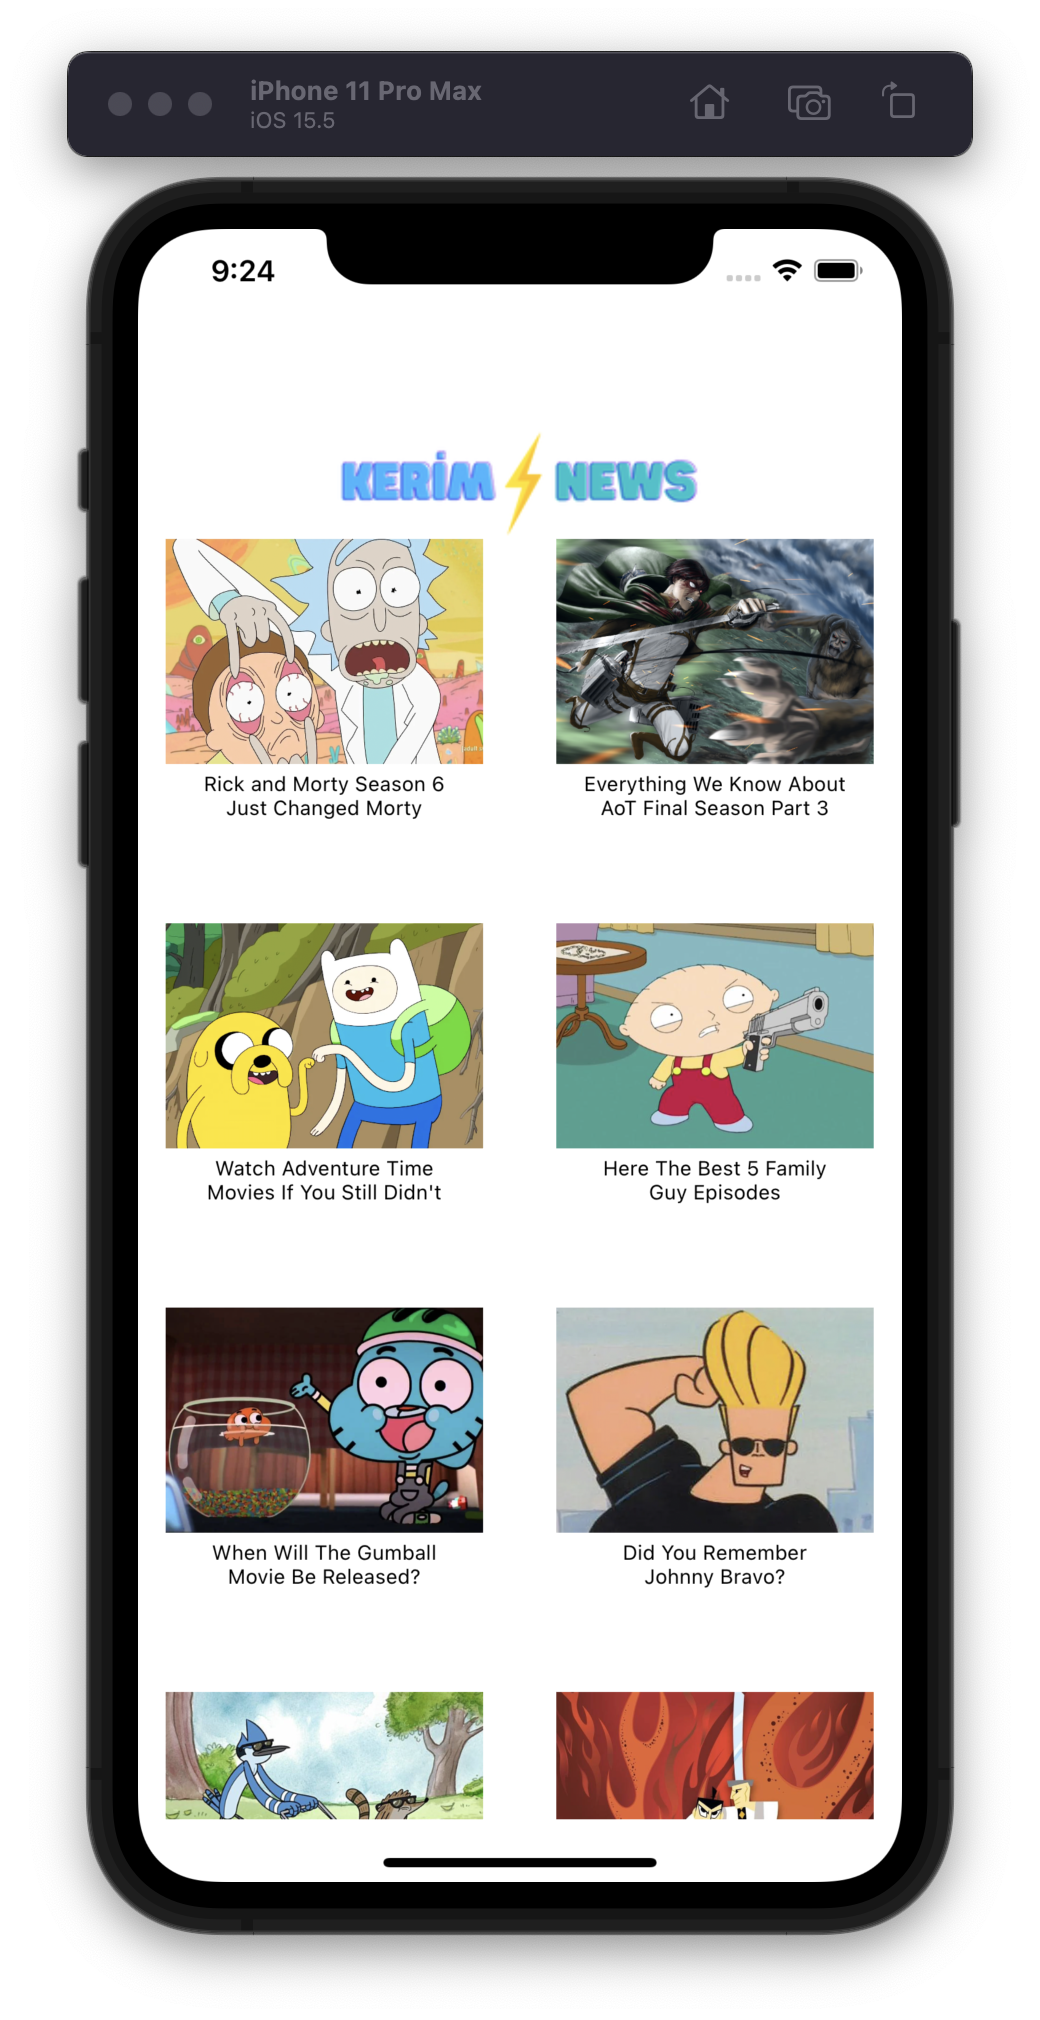 iPhone 11 Pro Max
iOS 15.5
9:24
KERİM NEWS
Rick and Morty Season 6
Just Changed Morty
Everything We Know About
AoT Final Season Part 3
Watch Adventure Time
Movies If You Still Didn't
Here The Best 5 Family
Guy Episodes
When Will The Gumball
Movie Be Released?
Did You Remember
Johnny Bravo?